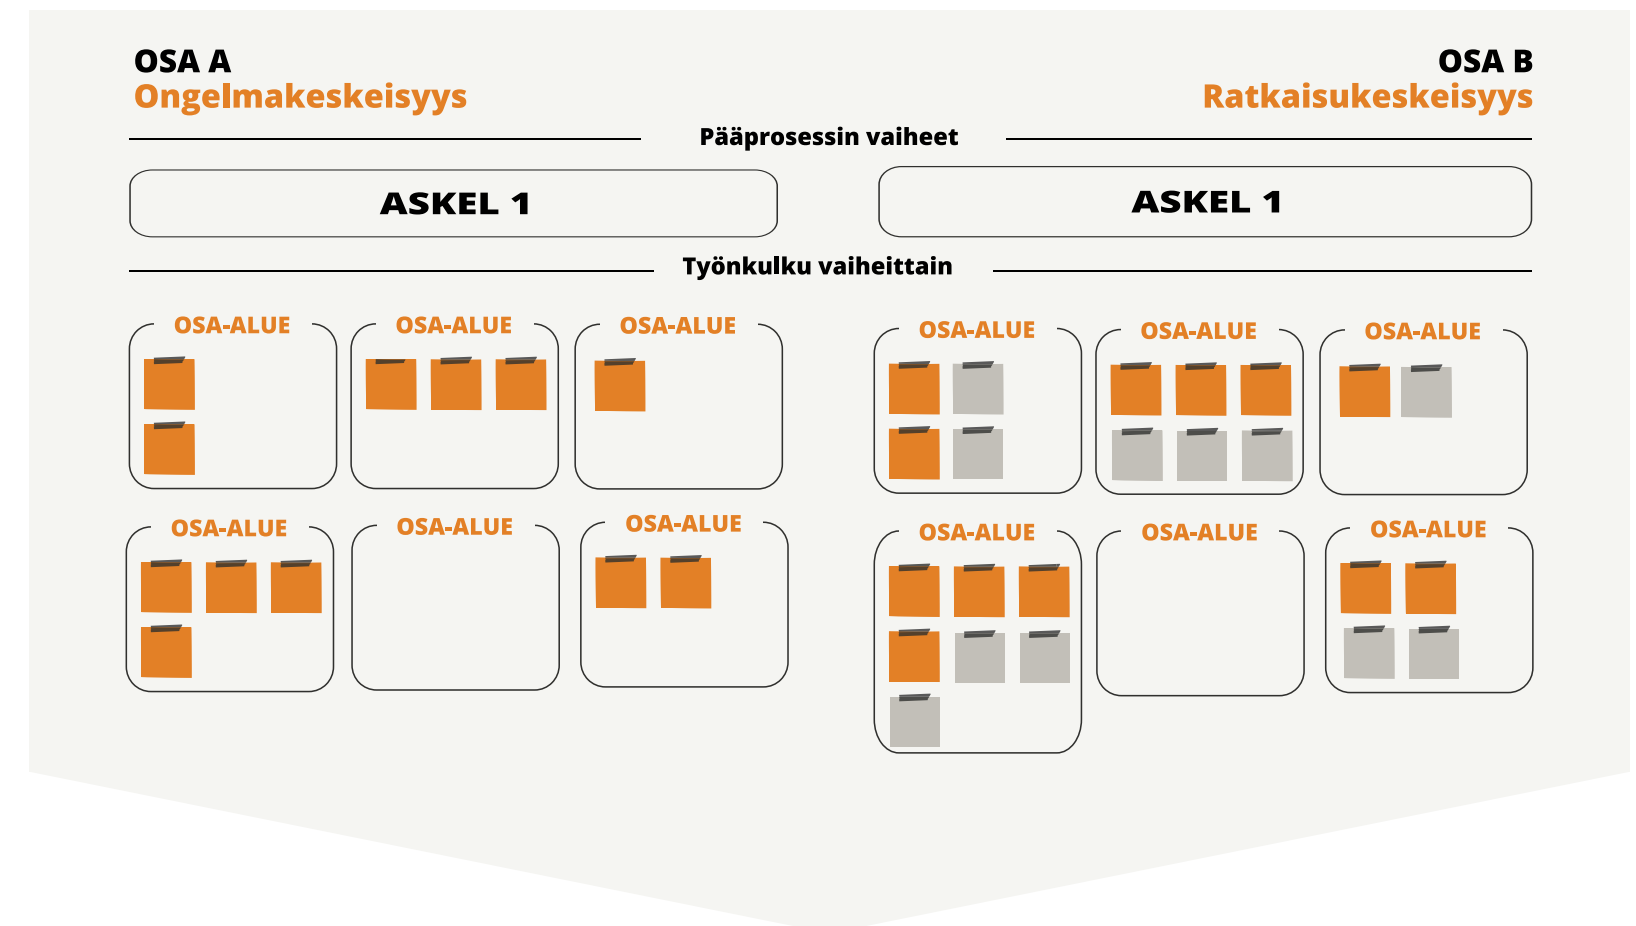 OSA A
Ongelmakeskeisyys
OSA B
Ratkaisukeskeisyys
Pääprosessin vaiheet
ASKEL 1
ASKEL 1
Työnkulku vaiheittain
OSA-ALUE
OSA-ALUE
OSA-ALUE
OSA-ALUE
OSA-ALUE
OSA-ALUE
OSA-ALUE
OSA-ALUE
OSA-ALUE
OSA-ALUE
OSA-ALUE
OSA-ALUE